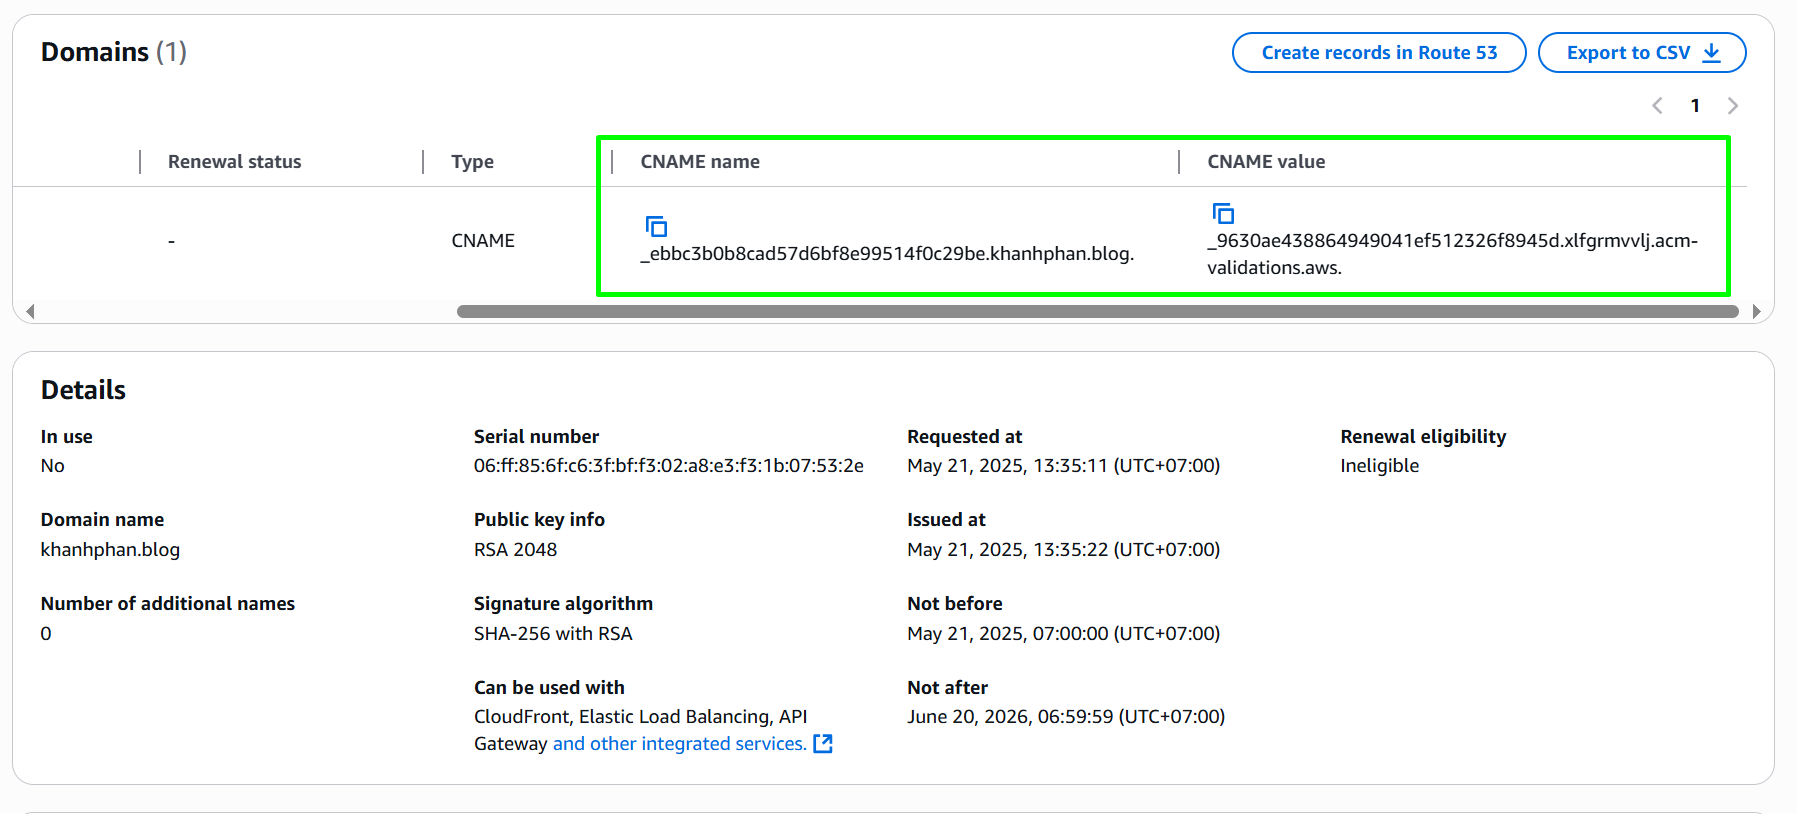 Domains (1)
Create records in Route 53
Export to CSV
1
Renewal status
Type
CNAME name
CNAME value
-
CNAME
_ebbc3b0b8cad57d6bf8e99514f0c29be.khanhphan.blog.
_9630ae438864949041ef512326f8945d.xlfgrmvvlj.acm-
validations.aws.
Details
In use
No
Serial number
06:ff:85:6f:c6:3f:bf:f3:02:a8:e3:f3:1b:07:53:2e
Requested at
May 21, 2025, 13:35:11 (UTC+07:00)
Renewal eligibility
Ineligible
Domain name
khanhphan.blog
Public key info
RSA 2048
Issued at
May 21, 2025, 13:35:22 (UTC+07:00)
Number of additional names
0
Signature algorithm
SHA-256 with RSA
Not before
May 21, 2025, 07:00:00 (UTC+07:00)
Can be used with
CloudFront, Elastic Load Balancing, API
Gateway and other integrated services.
Not after
June 20, 2026, 06:59:59 (UTC+07:00)